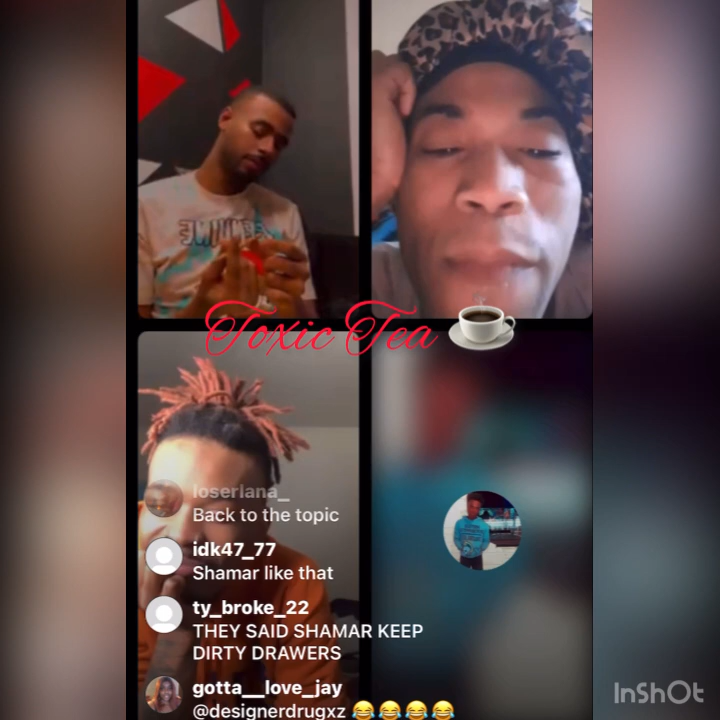 Toxic Tea ☕
loserlana_
Back to the topic
idk47_77
Shamar like that
ty_broke_22
THEY SAID SHAMAR KEEP
DIRTY DRAWERS
gotta__love_jay
@designerdrugxz 😂😂😂😂
InShOt